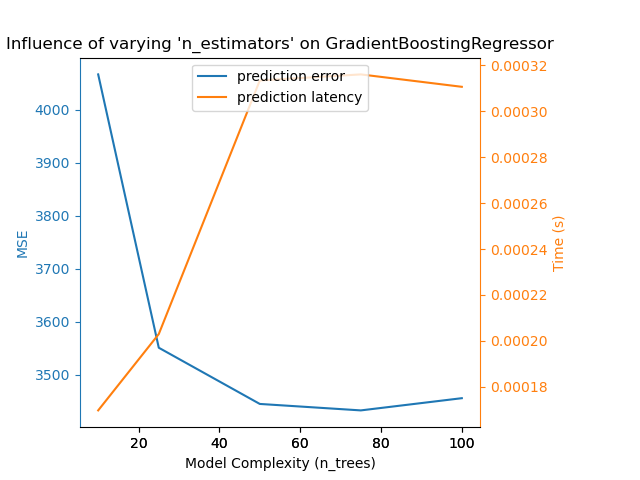 Influence of varying 'n_estimators' on GradientBoostingRegressor
prediction error
prediction latency
MSE
4000
3900
3800
3700
3600
3500
0.00032
0.00030
0.00028
0.00026
0.00024
0.00022
0.00020
0.00018
Time (s)
20 40 60 80 100
Model Complexity (n_trees)